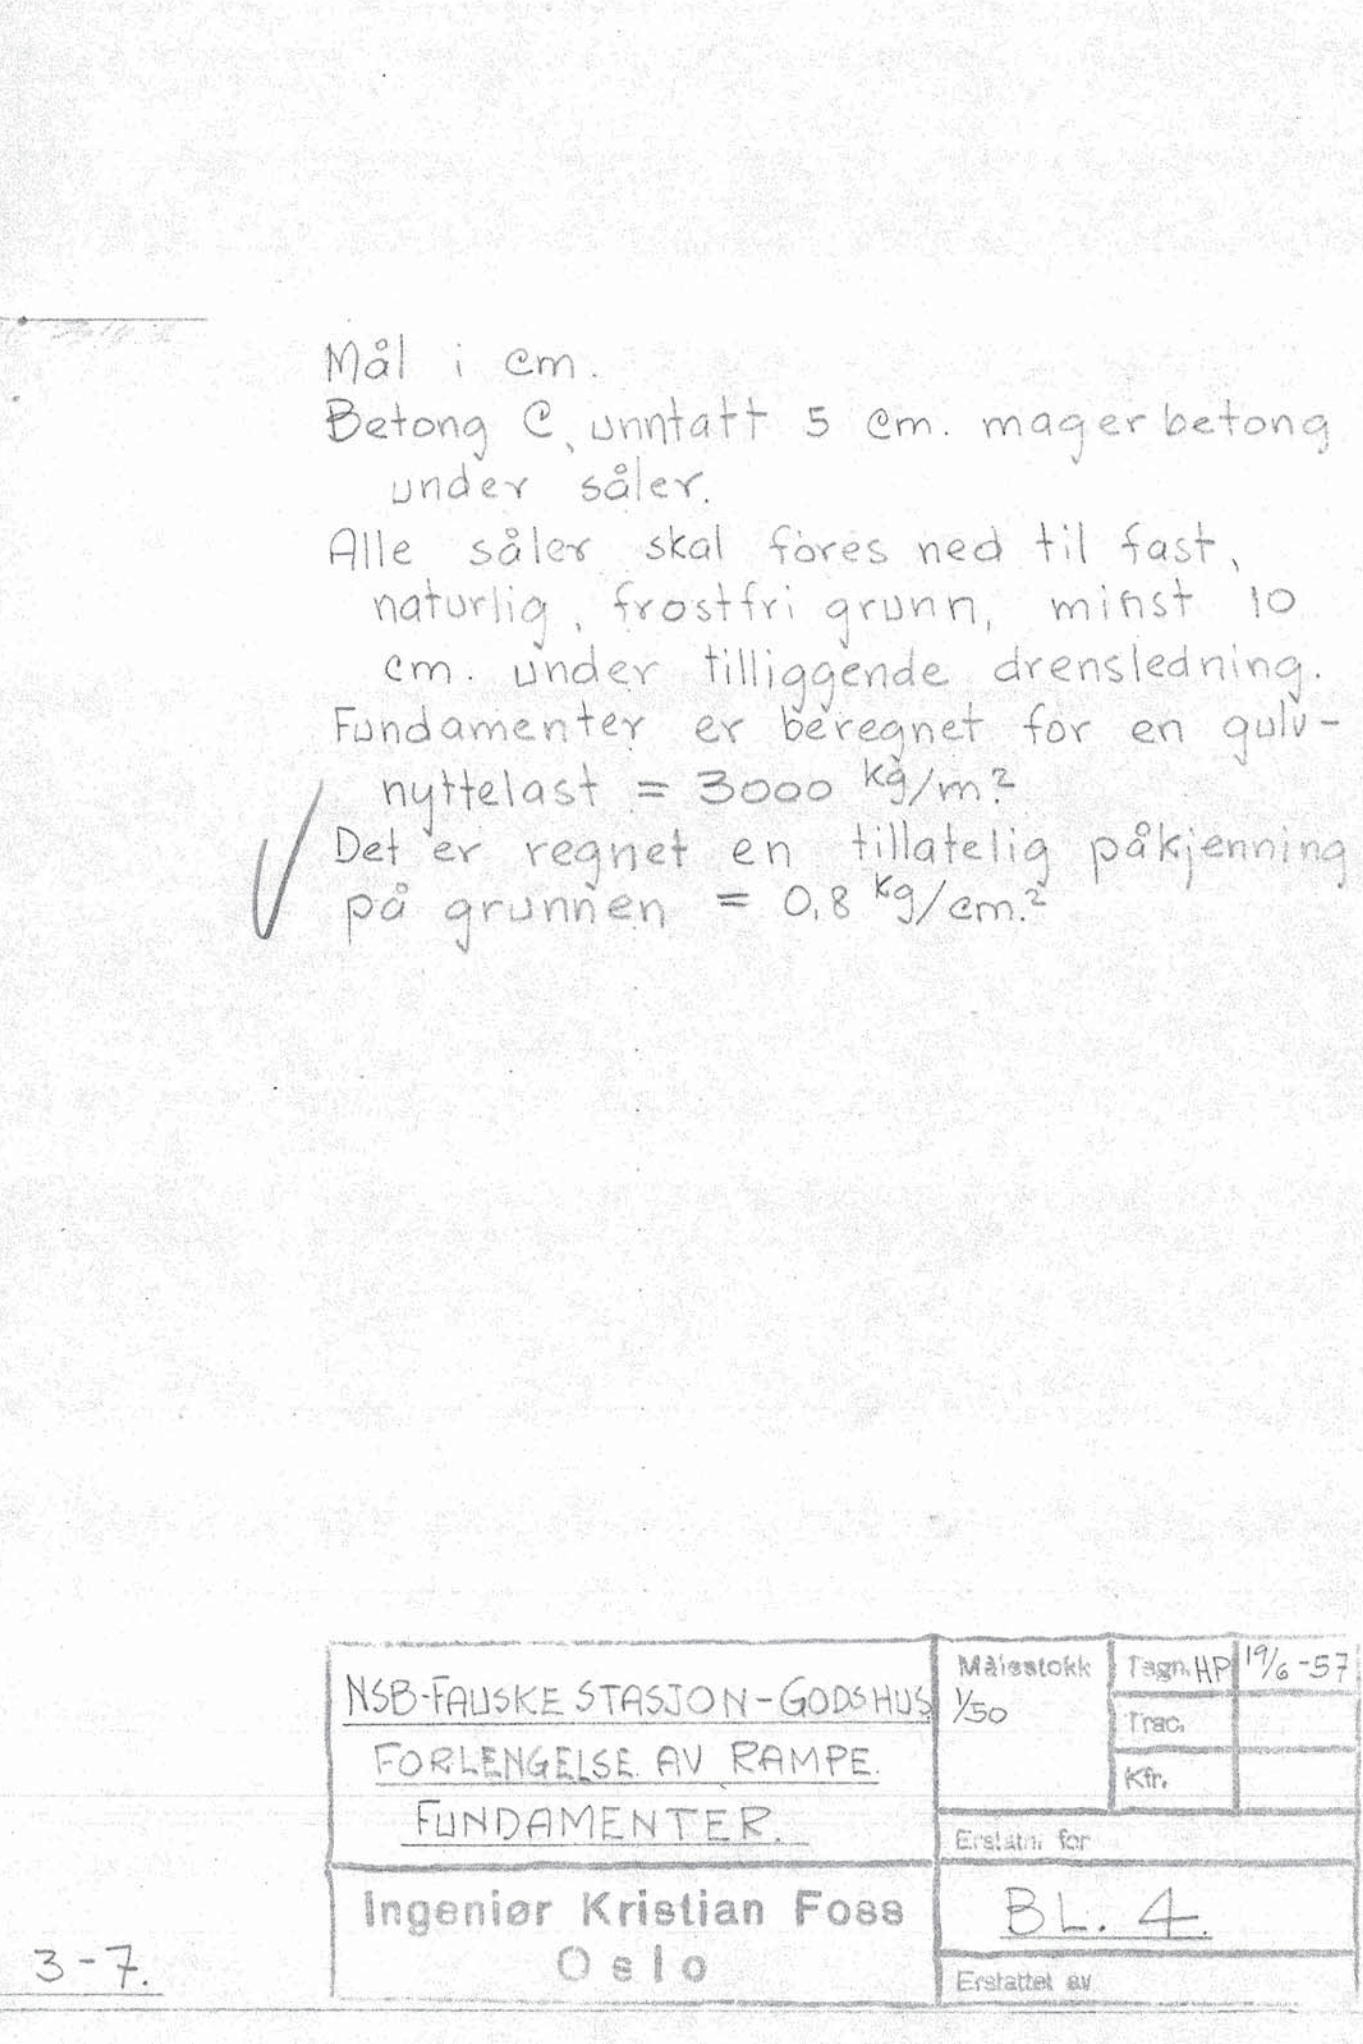 Mål i cm.
Betong C, unntatt 5 cm. mager betong
under såler.
Alle såler skal føres ned til fast,
naturlig, frostfri grunn, minst 10
cm. under tilliggende drensledning.
Fundamenter er beregnet for en gulv-
nyttelast = 3000 kg/m²
Det er regnet en tillatelig påkjenning
på grunnen = 0,8 kg/cm.²
NSB-FAUSKE STASJON-GODSHUS
FORLENGELSE AV RAMPE.
FUNDAMENTER.
Målestokk
1/50
Tegn. HP 19/6-57
Trac.
Kfr.
Erstatn. for
Ingeniør Kristian Foss
Oslo
BL. 4.
Erstattet av
3-7.